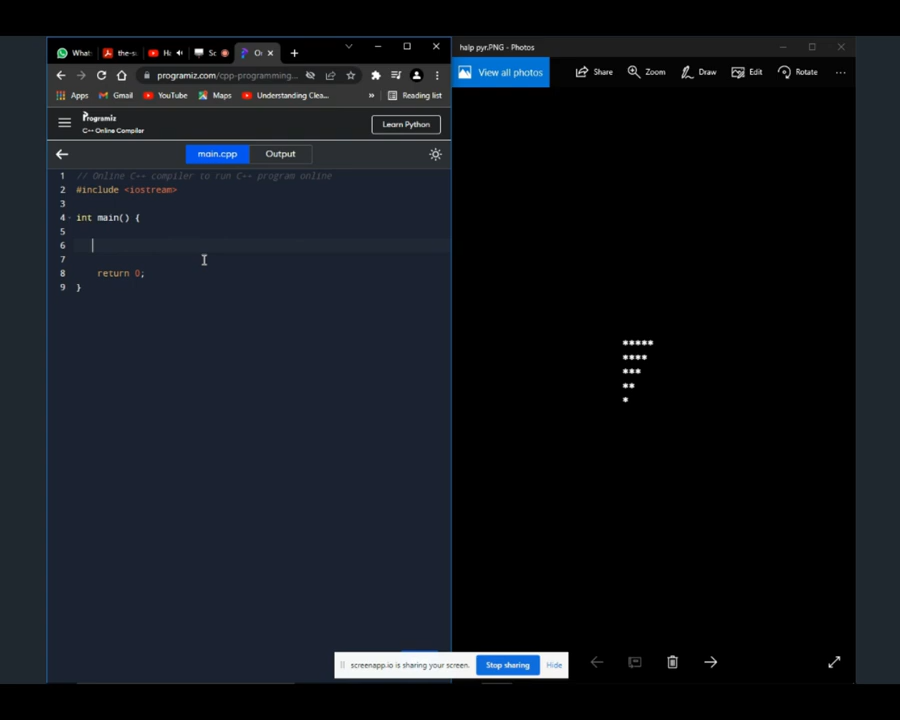 What:
the-s
H
Sc
O
programiz.com/cpp-programming...
Apps
Gmail
YouTube
Maps
Understanding Clea...
»
Reading list
Programiz
C++ Online Compiler
Learn Python
main.cpp
Output
1 // Online C++ compiler to run C++ program online
2 #include <iostream>
3
4 int main() {
5
6
7
8 return 0;
9 }
halp pyr.PNG - Photos
View all photos
Share
Zoom
Draw
Edit
Rotate
...
*****
****
***
**
*
screenapp.io is sharing your screen.
Stop sharing
Hide